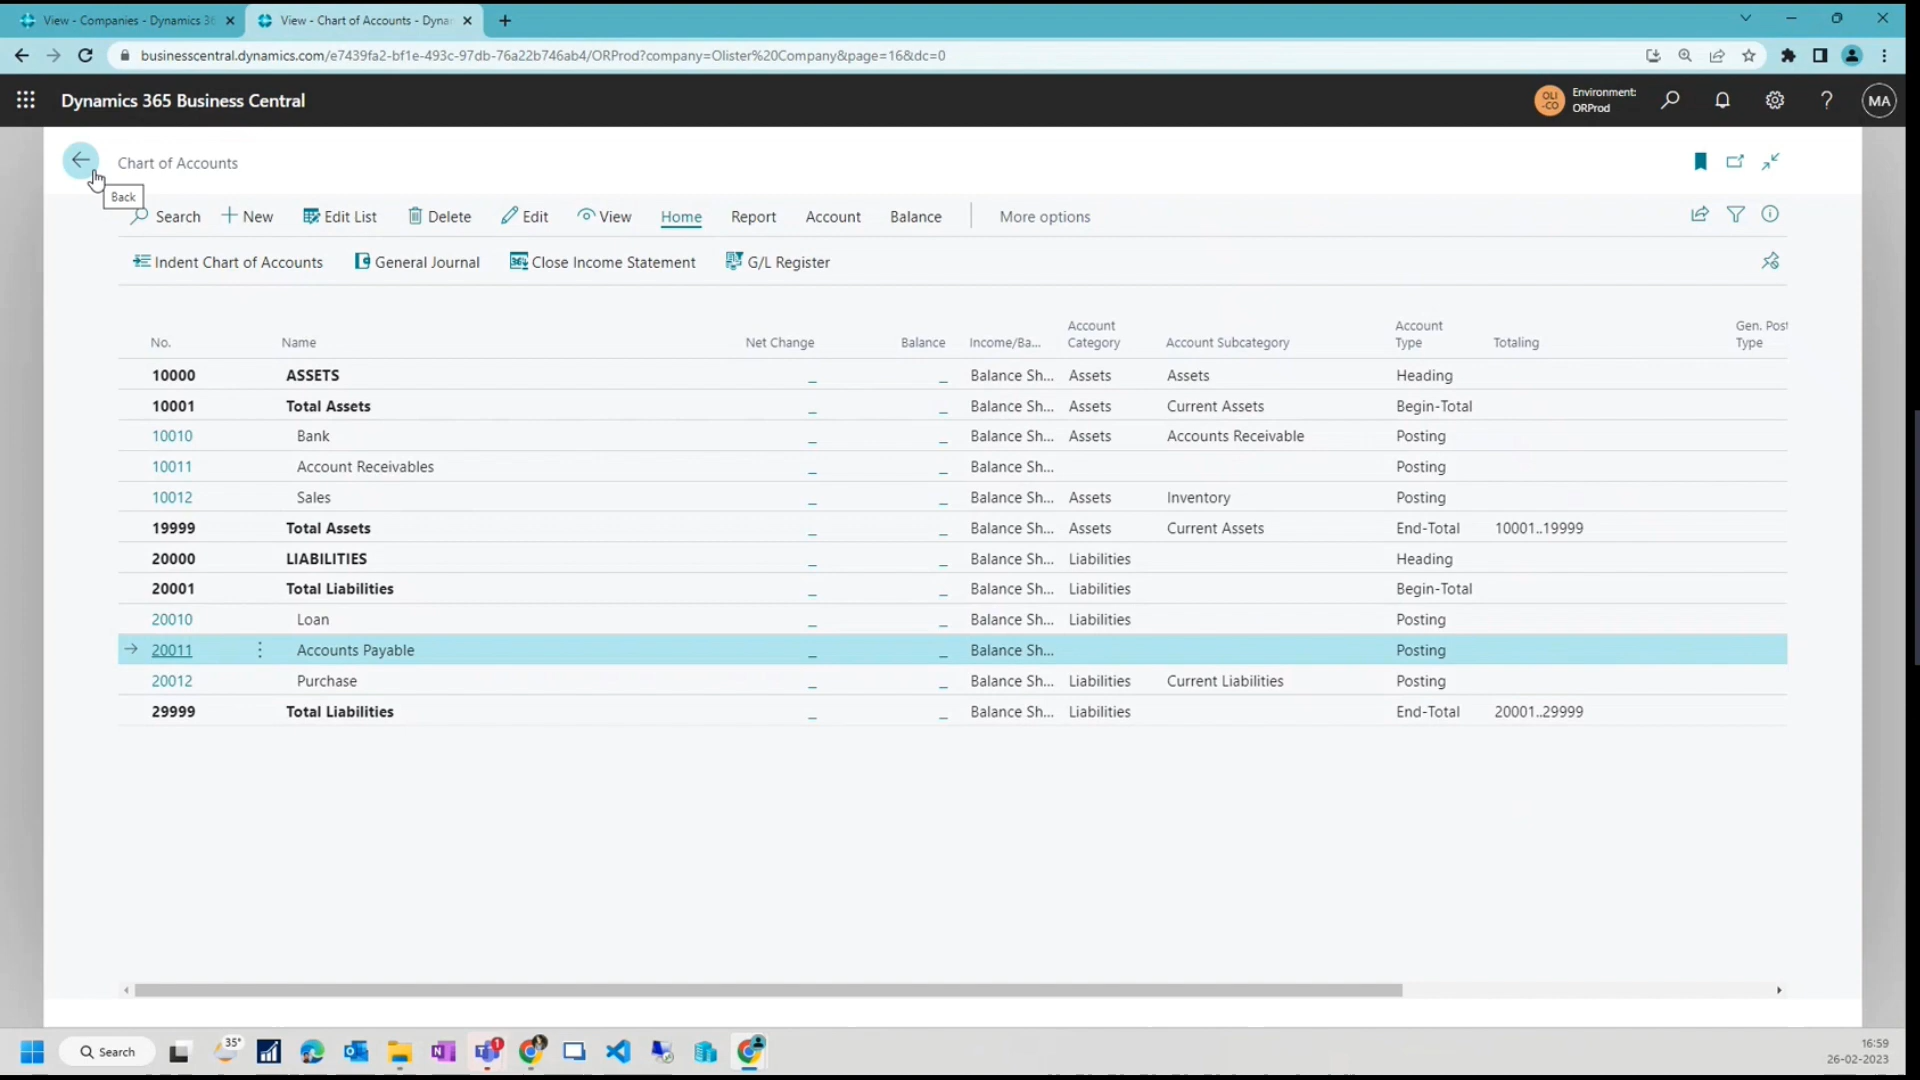 View - Companies - Dynamics 36
View - Chart of Accounts - Dyna
businesscentral.dynamics.com/e7439fa2-bf1e-493c-97db-76a22b746ab4/ORProd?company=Olister%20Company&page=16&dc=0
Dynamics 365 Business Central
OLI
-CO
Environment:
ORProd
?
MA
Chart of Accounts
Back
Search New Edit List Delete Edit View Home Report Account Balance More options
Indent Chart of Accounts General Journal Close Income Statement G/L Register
No. Name Net Change Balance Income/Ba... Account Category Account Subcategory Account Type Totaling Gen. Post Type
10000 ASSETS _ _ Balance Sh... Assets Assets Heading
10001 Total Assets _ _ Balance Sh... Assets Current Assets Begin-Total
10010 Bank _ _ Balance Sh... Assets Accounts Receivable Posting
10011 Account Receivables _ _ Balance Sh... Posting
10012 Sales _ _ Balance Sh... Assets Inventory Posting
19999 Total Assets _ _ Balance Sh... Assets Current Assets End-Total 10001..19999
20000 LIABILITIES _ _ Balance Sh... Liabilities Heading
20001 Total Liabilities _ _ Balance Sh... Liabilities Begin-Total
20010 Loan _ _ Balance Sh... Liabilities Posting
20011 Accounts Payable _ _ Balance Sh... Posting
20012 Purchase _ _ Balance Sh... Liabilities Current Liabilities Posting
29999 Total Liabilities _ _ Balance Sh... Liabilities End-Total 20001..29999
Search
35°
1
16:59
26-02-2023